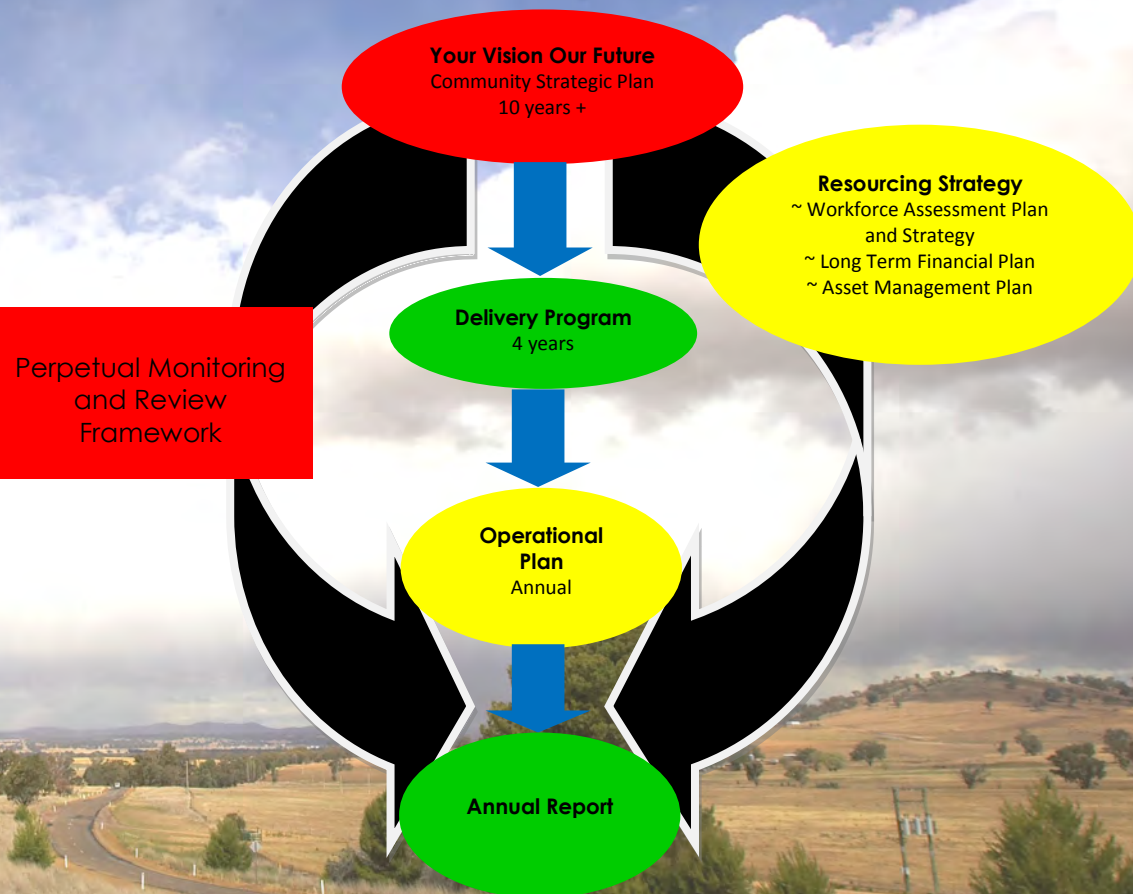 Your Vision Our Future
Community Strategic Plan
10 years +
Resourcing Strategy
~ Workforce Assessment Plan
and Strategy
~ Long Term Financial Plan
~ Asset Management Plan
Delivery Program
4 years
Perpetual Monitoring
and Review
Framework
Operational
Plan
Annual
Annual Report